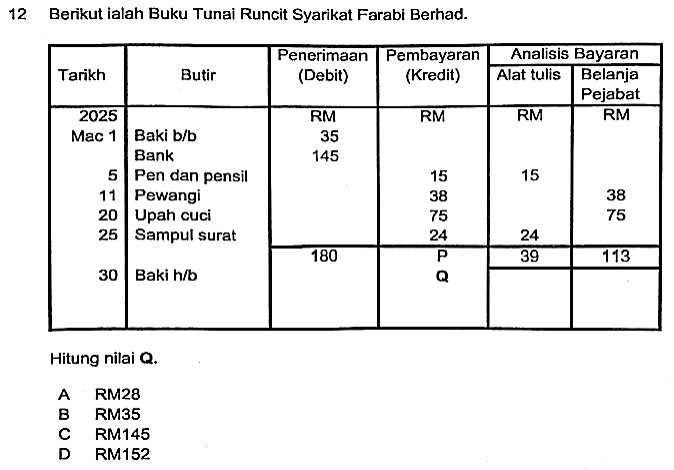 12 Berikut ialah Buku Tunai Runcit Syarikat Farabi Berhad.
Tarikh Butir Penerimaan (Debit) Pembayaran (Kredit) Analisis Bayaran
Alat tulis Belanja Pejabat
2025 RM RM RM RM
Mac 1 Baki b/b 35
Bank 145
5 Pen dan pensil 15 15
11 Pewangi 38 38
20 Upah cuci 75 75
25 Sampul surat 24 24
180 P 39 113
30 Baki h/b Q
Hitung nilai Q.
A RM28
B RM35
C RM145
D RM152